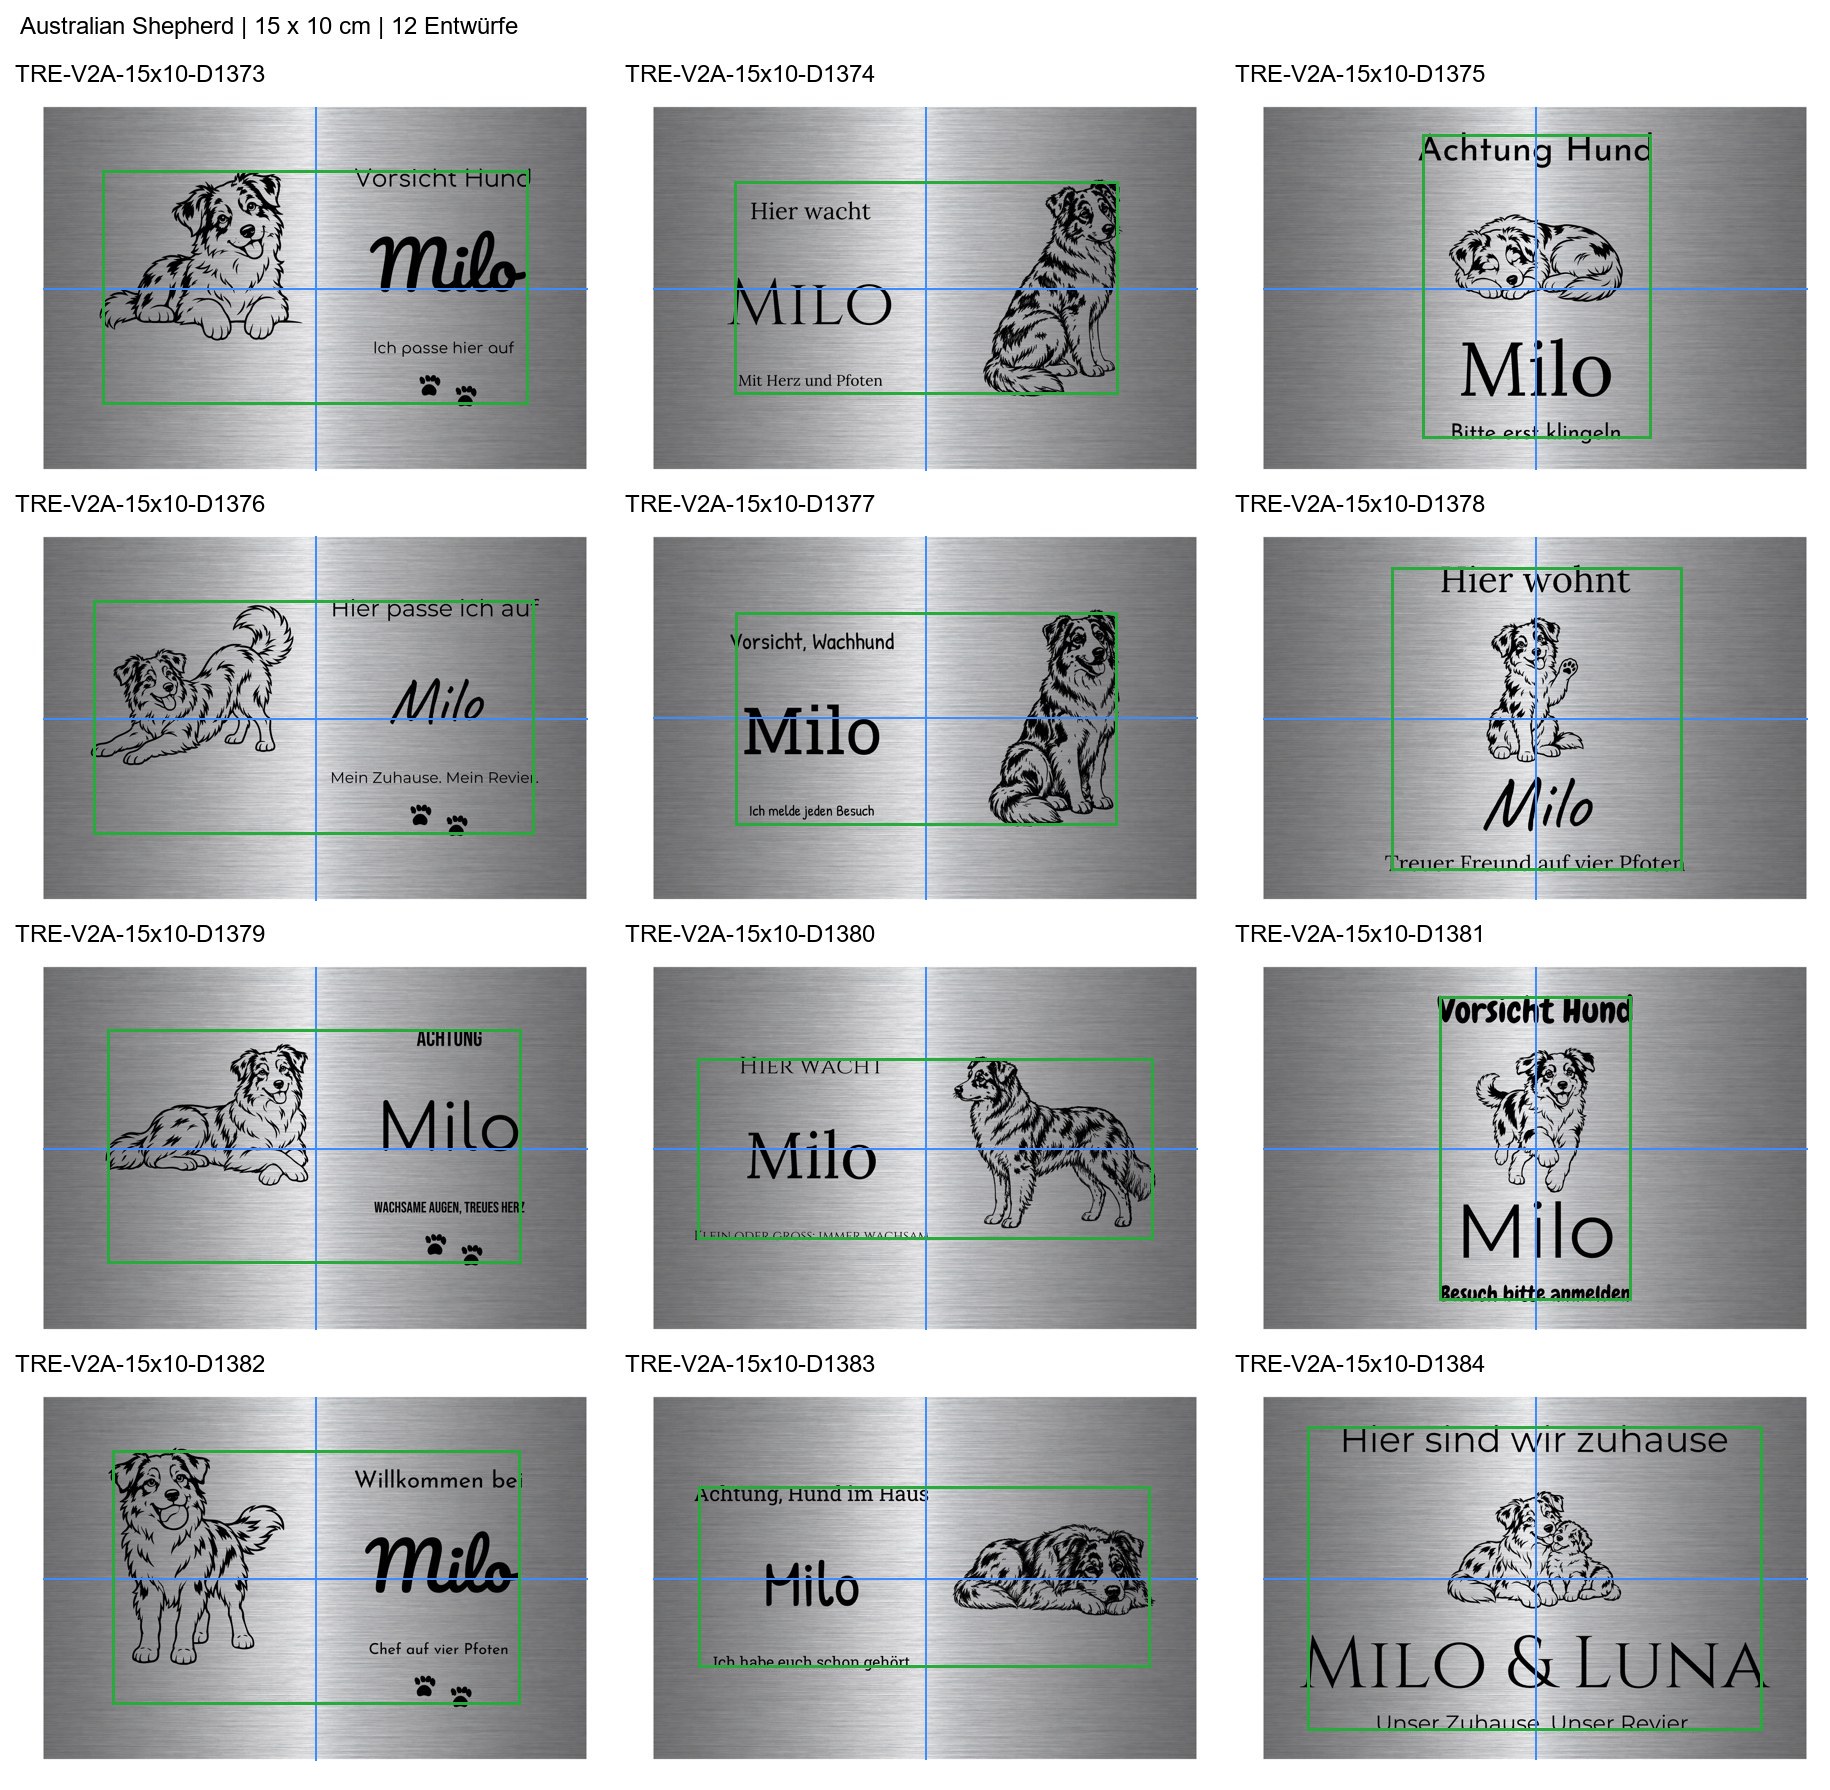 Australian Shepherd | 15 x 10 cm | 12 Entwürfe
TRE-V2A-15x10-D1373
Vorsicht Hund
Milo
Ich passe hier auf
TRE-V2A-15x10-D1374
Hier wacht
MILO
Mit Herz und Pfoten
TRE-V2A-15x10-D1375
Achtung Hund
Milo
Bitte erst klingeln
TRE-V2A-15x10-D1376
Hier passe ich auf
Milo
Mein Zuhause. Mein Revier.
TRE-V2A-15x10-D1377
Vorsicht, Wachhund
Milo
Ich melde jeden Besuch
TRE-V2A-15x10-D1378
Hier wohnt
Milo
Treuer Freund auf vier Pfoten
TRE-V2A-15x10-D1379
ACHTUNG
Milo
WACHSAME AUGEN, TREUES HERZ
TRE-V2A-15x10-D1380
HIER WACHT
Milo
KLEIN ODER GROSS: IMMER WACHSAM
TRE-V2A-15x10-D1381
Vorsicht Hund
Milo
Besuch bitte anmelden
TRE-V2A-15x10-D1382
Willkommen bei
Milo
Chef auf vier Pfoten
TRE-V2A-15x10-D1383
Achtung, Hund im Haus
Milo
Ich habe euch schon gehört
TRE-V2A-15x10-D1384
Hier sind wir zuhause
MILO & LUNA
Unser Zuhause. Unser Revier.